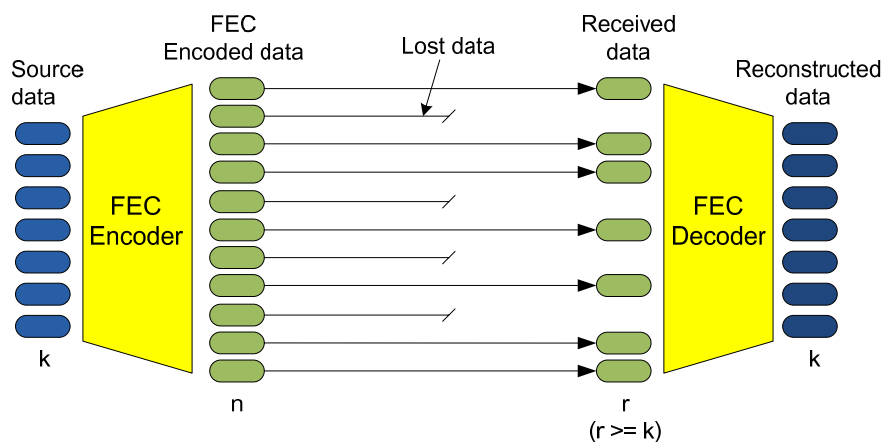 Source
data
k
FEC
Encoder
FEC
Encoded data
n
Lost data
Received
data
r
(r >= k)
FEC
Decoder
Reconstructed
data
k